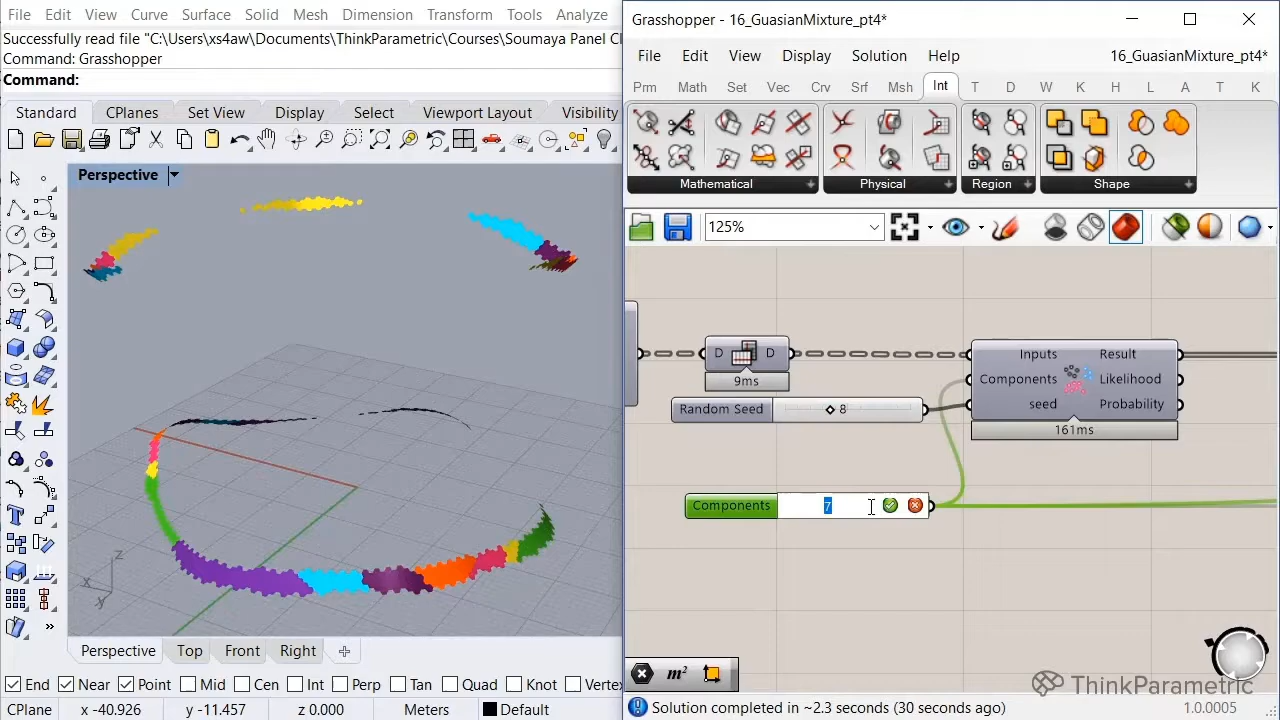 File Edit View Curve Surface Solid Mesh Dimension Transform Tools Analyze
Successfully read file "C:\Users\xs4aw\Documents\ThinkParametric\Courses\Soumaya Panel Cl
Command: Grasshopper
Command:
Standard CPlanes Set View Display Select Viewport Layout Visibility
Perspective
z
x
y
Perspective Top Front Right
End Near Point Mid Cen Int Perp Tan Quad Knot Vertex
CPlane x -40.926 y -11.457 z 0.000 Meters Default
Grasshopper - 16_GuasianMixture_pt4*
File Edit View Display Solution Help 16_GuasianMixture_pt4*
Prm Math Set Vec Crv Srf Msh Int T D W K H L A T K
Mathematical Physical Region Shape
125%
D D
9ms
Random Seed 8
Inputs Result
Components Likelihood
seed Probability
161ms
Components 7
m²
ThinkParametric
Solution completed in ~2.3 seconds (30 seconds ago) 1.0.0005